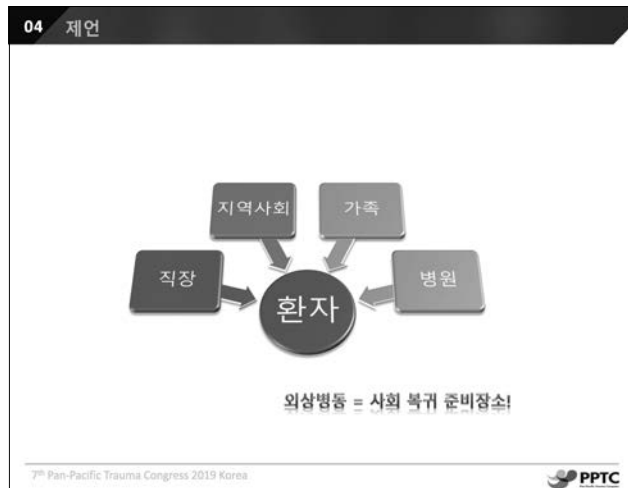 04 제언
지역사회
가족
직장
병원
환자
외상병동 = 사회 복귀 준비장소!
7th Pan-Pacific Trauma Congress 2019 Korea
PPTC